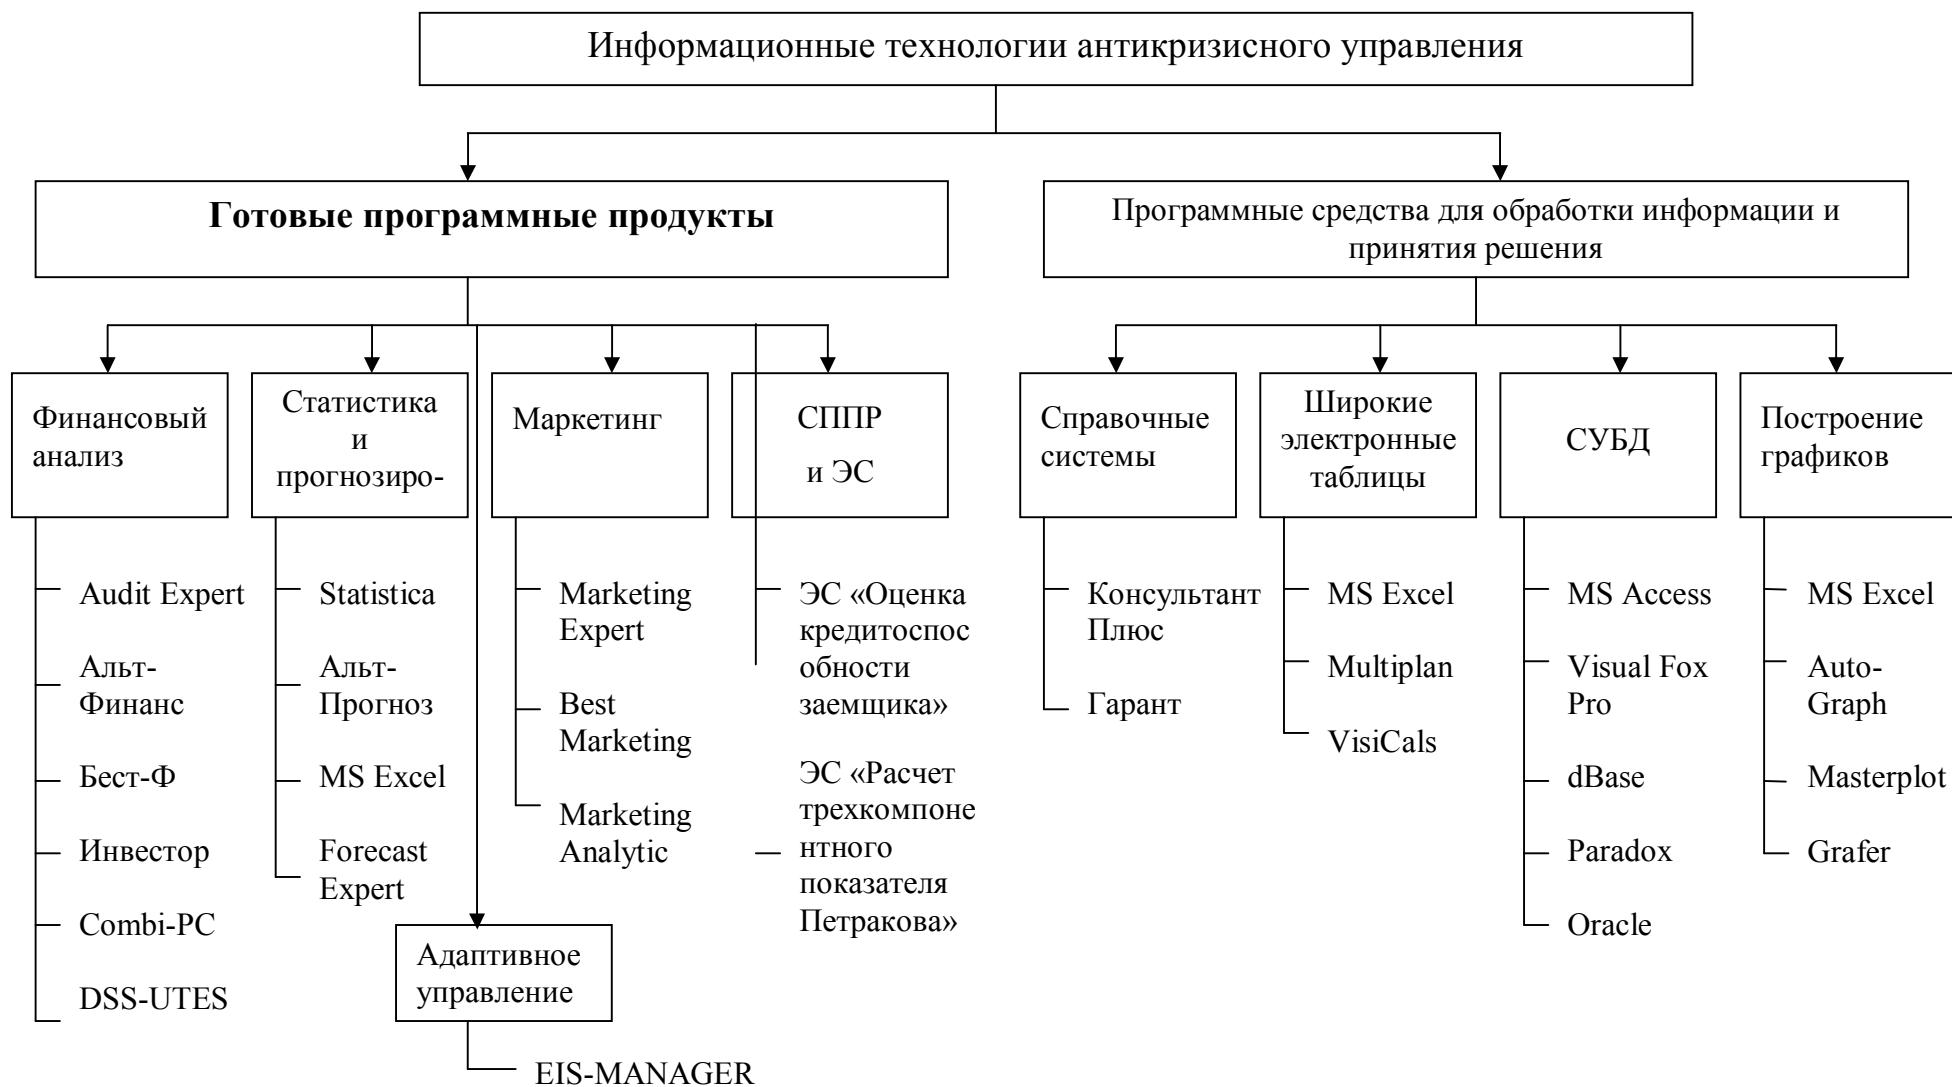 Информационные технологии антикризисного управления
Готовые программные продукты
Программные средства для обработки информации и
принятия решения
Финансовый
анализ
Статистика
и
прогнозиро-
Маркетинг
СППР
и ЭС
Справочные
системы
Широкие
электронные
таблицы
СУБД
Построение
графиков
Audit Expert
Альт-
Финанс
Бест-Ф
Инвестор
Combi-PC
DSS-UTES
Statistica
Альт-
Прогноз
MS Excel
Forecast
Expert
Marketing
Expert
Best
Marketing
Marketing
Analytic
ЭС «Оценка
кредитоспос
обности
заемщика»
ЭС «Расчет
трехкомпоне
нтного
показателя
Петракова»
Адаптивное
управление
EIS-MANAGER
Консультант
Плюс
Гарант
MS Excel
Multiplan
VisiCals
MS Access
Visual Fox
Pro
dBase
Paradox
Oracle
MS Excel
Auto-
Graph
Masterplot
Grafer